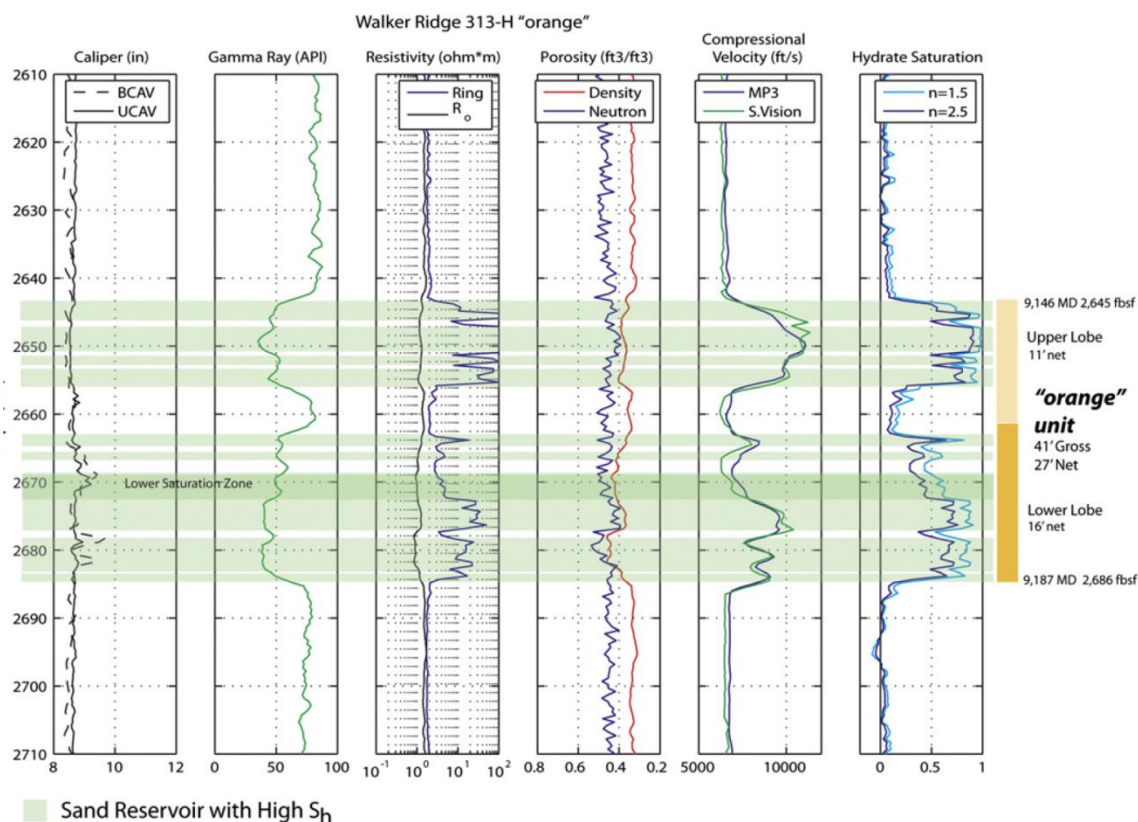 Walker Ridge 313-H “orange”
Caliper (in)
Gamma Ray (API)
Resistivity (ohm*m)
Porosity (ft3/ft3)
Compressional
Velocity (ft/s)
Hydrate Saturation
BCAV
UCAV
Ring
Ro
Density
Neutron
MP3
S.Vision
n=1.5
n=2.5
2610
2620
2630
2640
2650
2660
2670
2680
2690
2700
2710
Lower Saturation Zone
9,146 MD 2,645 fbsf
Upper Lobe
11’ net
“orange”
unit
41’ Gross
27’ Net
Lower Lobe
16’ net
9,187 MD 2,686 fbsf
8 10 12
0 50 100
10-1 100 101 102
0.8 0.6 0.4 0.2
5000 10000
0 0.5 1
Sand Reservoir with High Sh